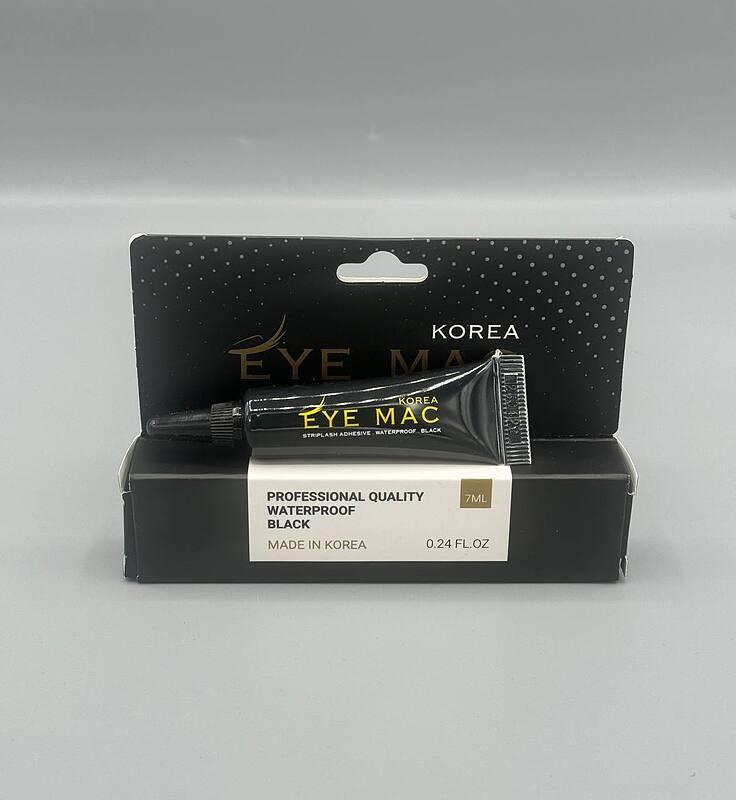 KOREA
EYE MAC
KOREA
EYE MAC
STRIPLASH ADHESIVE . WATERPROOF . BLACK
PROFESSIONAL QUALITY
WATERPROOF
BLACK
7ML
MADE IN KOREA
0.24 FL.OZ